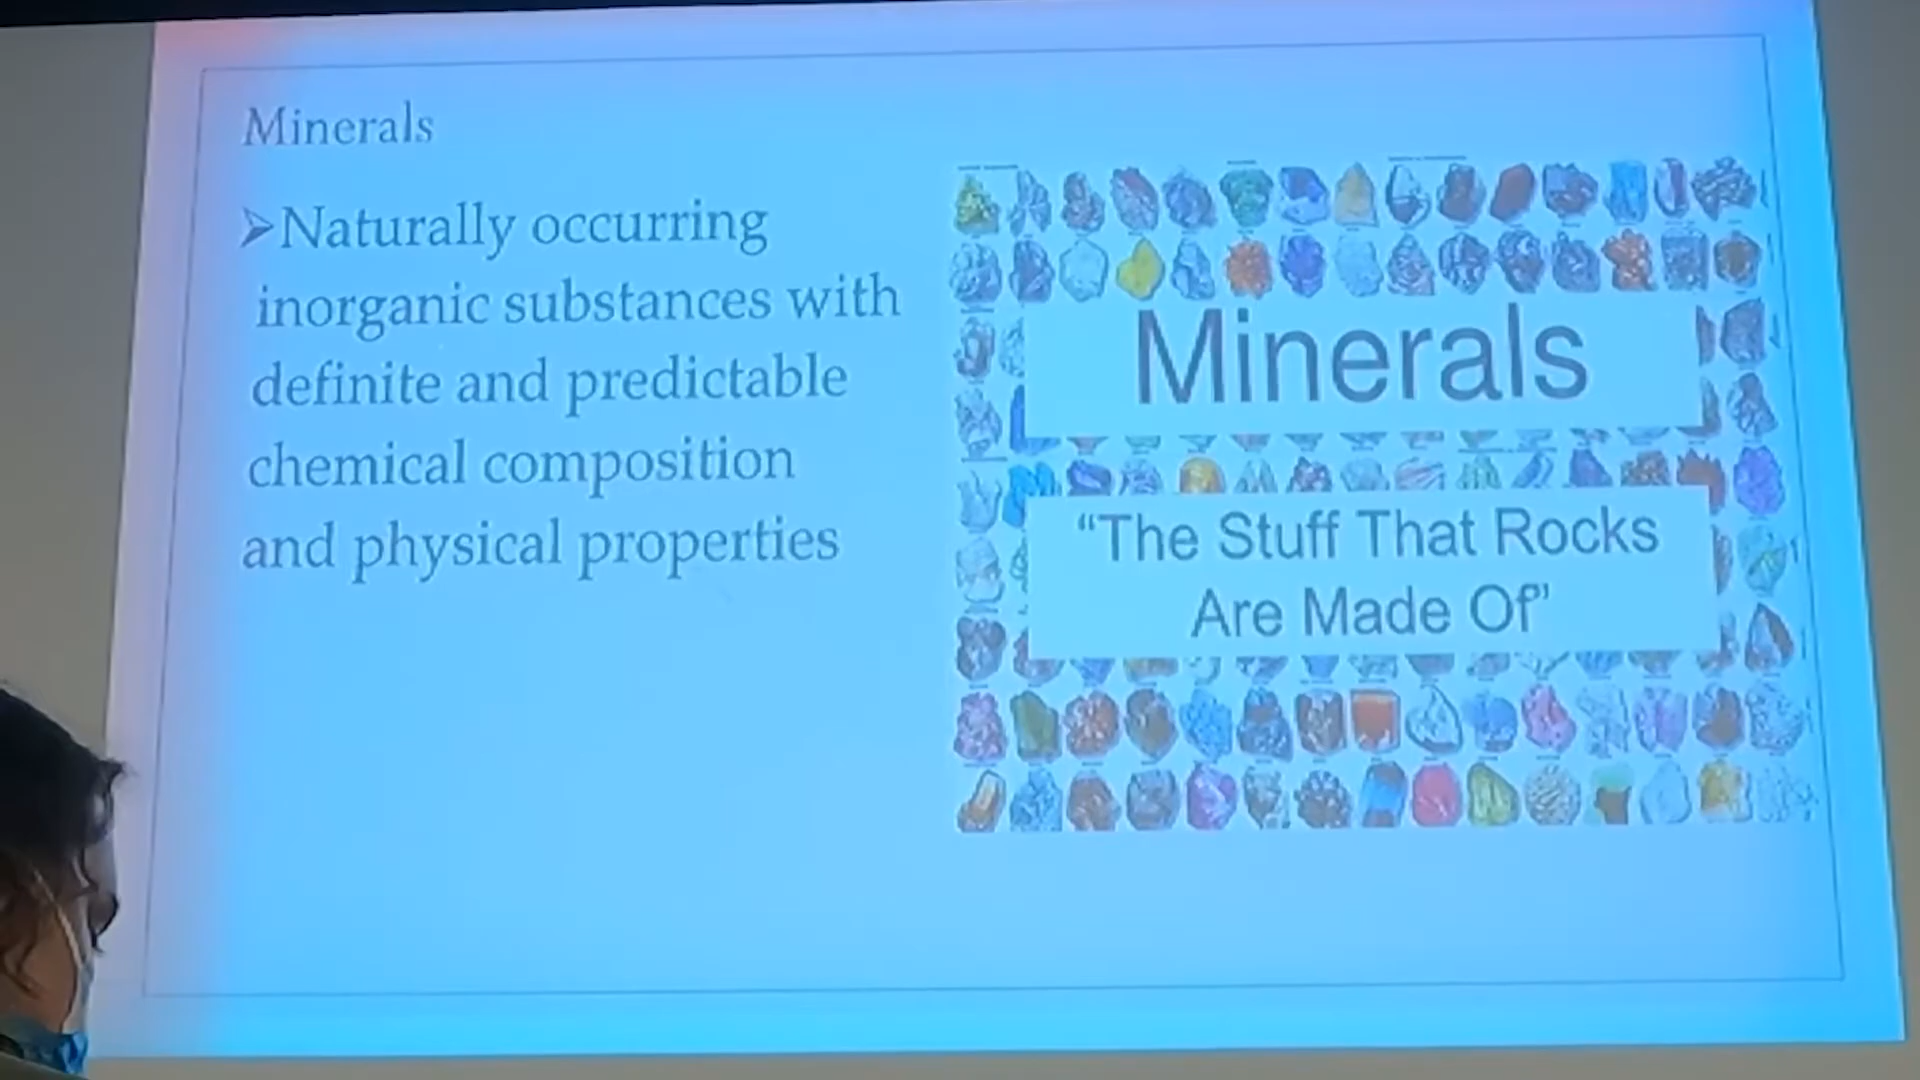 Minerals
➢Naturally occurring
inorganic substances with
definite and predictable
chemical composition
and physical properties
Minerals
“The Stuff That Rocks
Are Made Of”